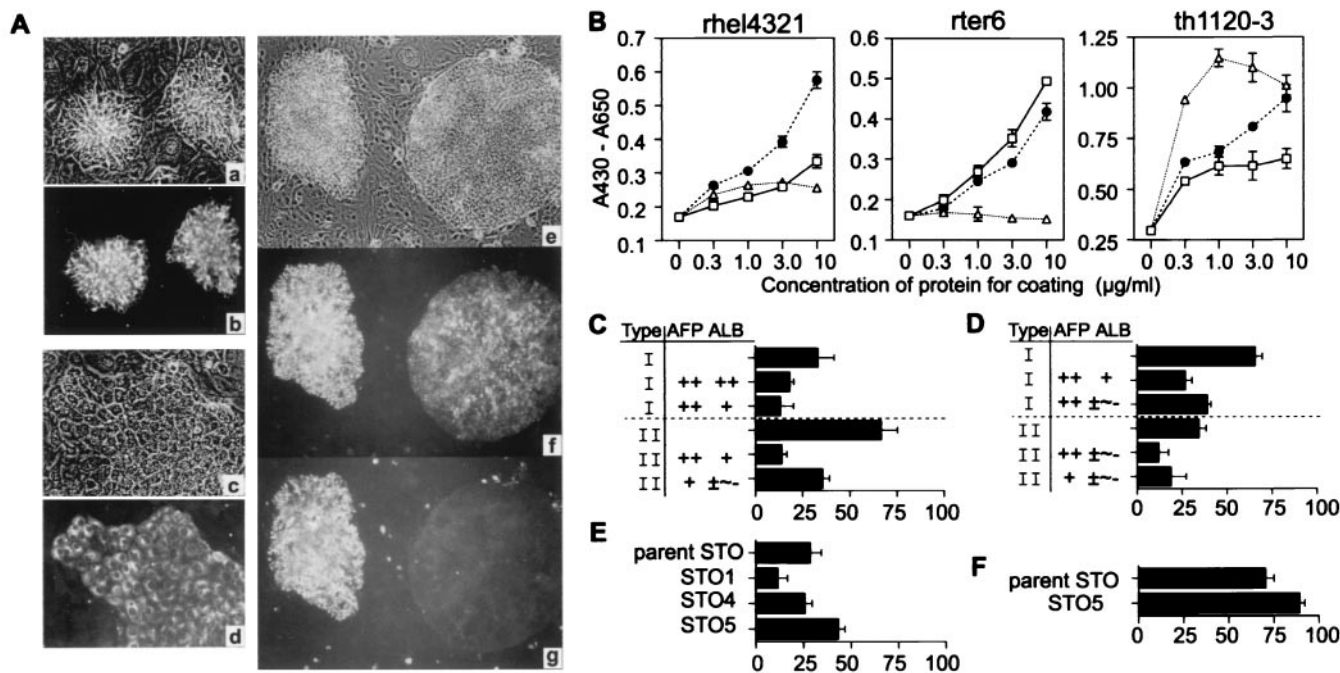 A
a
b
c
d
e
f
g
B
rhel4321 rter6 th1120-3
A430 - A650
0.7 0.6 0.5 0.4 0.3 0.2 0.1
0 0.3 1.0 3.0 10
0.6 0.5 0.4 0.3 0.2 0.1
0 0.3 1.0 3.0 10
1.25 1.00 0.75 0.50 0.25
0 0.3 1.0 3.0 10
Concentration of protein for coating (µg/ml)
C
Type AFP ALB
I
I ++ ++
I ++ +
II
II ++ +
II + ±~-
0 25 50 75 100
D
Type AFP ALB
I
I ++ +
I ++ ±~-
II
II ++ ±~-
II + ±~-
0 25 50 75 100
E
parent STO
STO1
STO4
STO5
0 25 50 75 100
F
parent STO
STO5
0 25 50 75 100